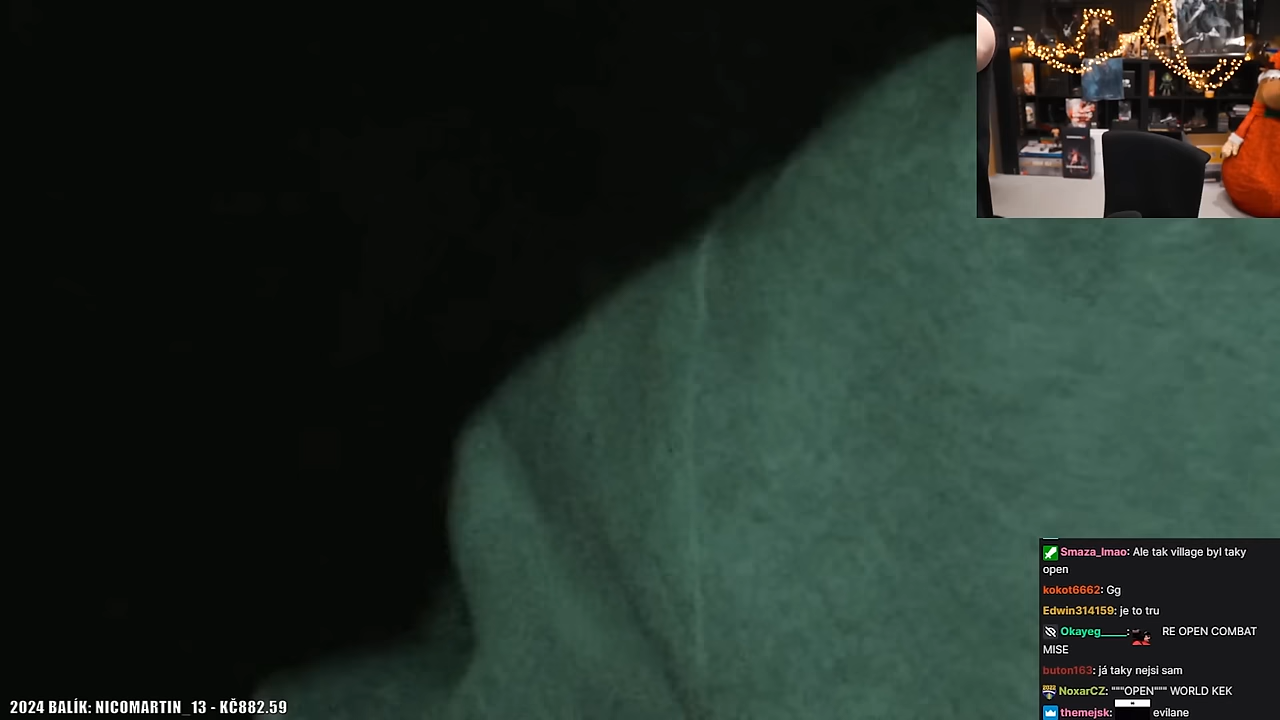 Smaza_lmao: Ale tak village byl taky
open
kokot6662: Gg
Edwin314159: je to tru
Okayeg____: RE OPEN COMBAT
MISE
buton163: já taky nejsi sam
NoxarCZ: """OPEN""" WORLD KEK
themejsk: evilane
2024 BALÍK: NICOMARTIN_13 - KČ882.59